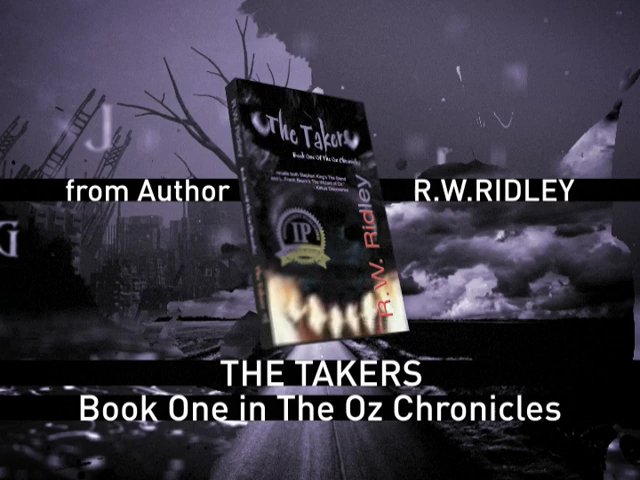 J
from Author
R.W.RIDLEY
G
The Takers
Book One Of The Oz Chronicles
IP
R.W. Ridley
THE TAKERS
Book One in The Oz Chronicles